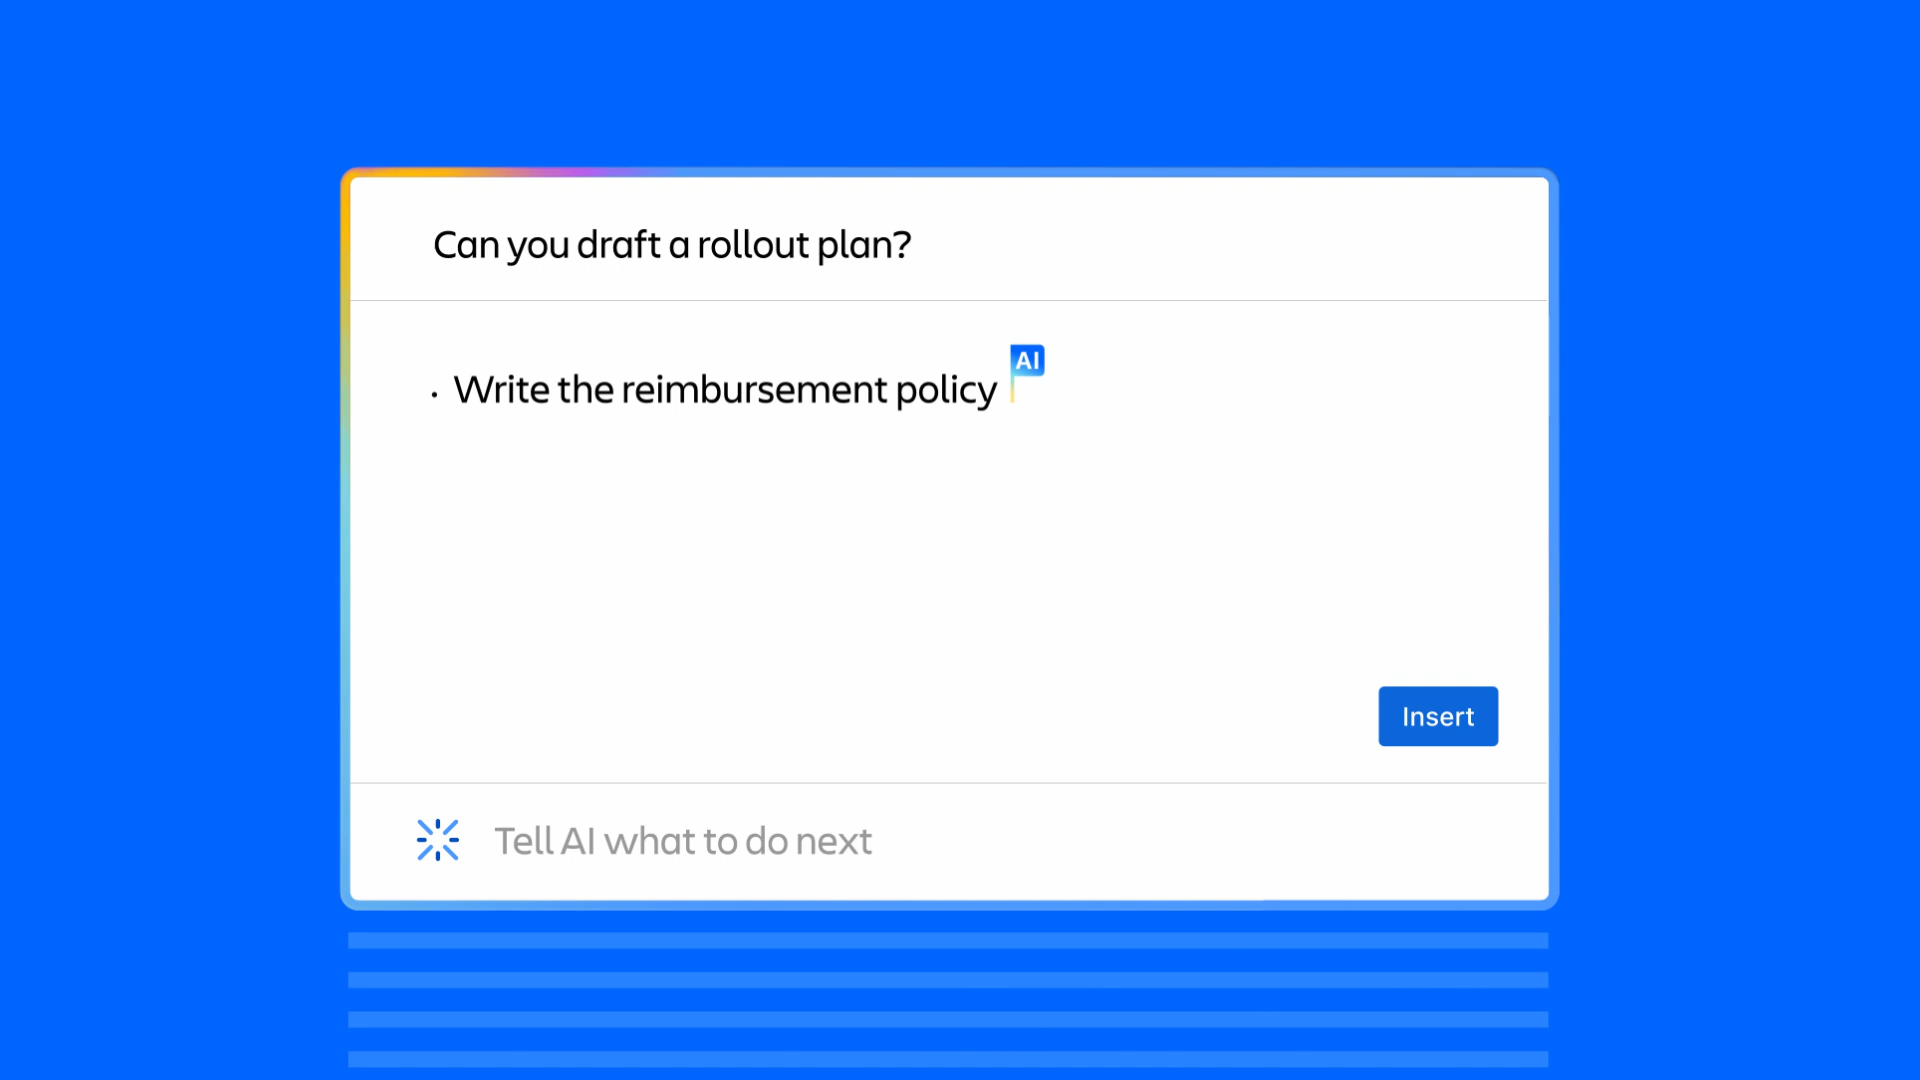 Can you draft a rollout plan?
AI
· Write the reimbursement policy
Insert
Tell AI what to do next